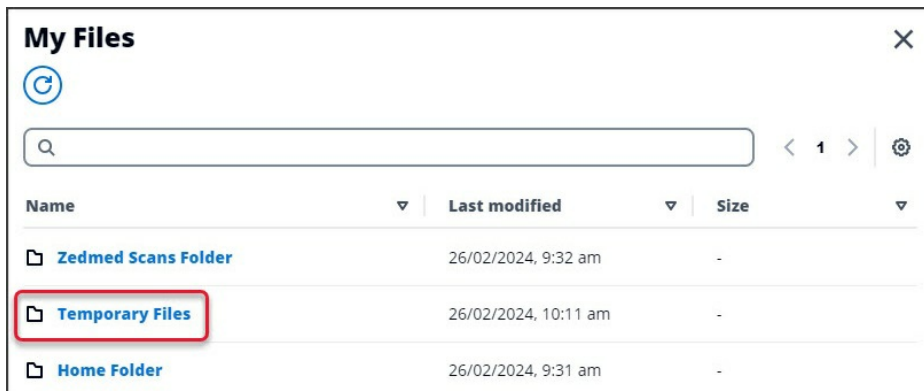 My Files
1
Name Last modified Size
Zedmed Scans Folder 26/02/2024, 9:32 am -
Temporary Files 26/02/2024, 10:11 am -
Home Folder 26/02/2024, 9:31 am -